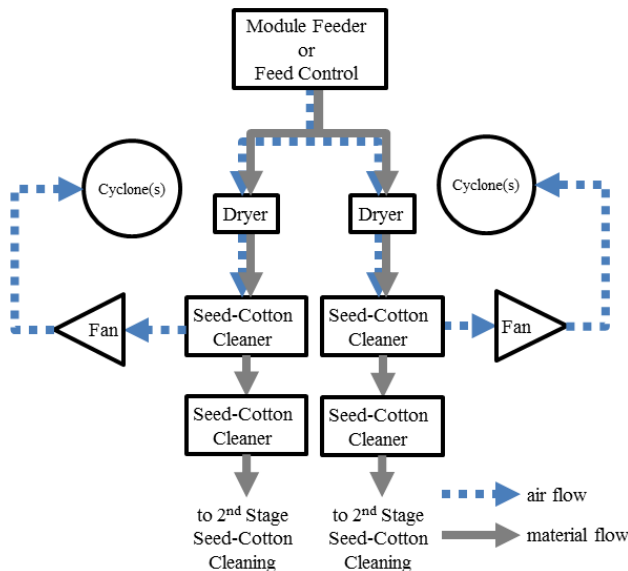 Module Feeder
or
Feed Control
Cyclone(s)
Cyclone(s)
Dryer
Dryer
Fan
Seed-Cotton
Cleaner
Seed-Cotton
Cleaner
Fan
Seed-Cotton
Cleaner
Seed-Cotton
Cleaner
to 2nd Stage
Seed-Cotton
Cleaning
to 2nd Stage
Seed-Cotton
Cleaning
air flow
material flow